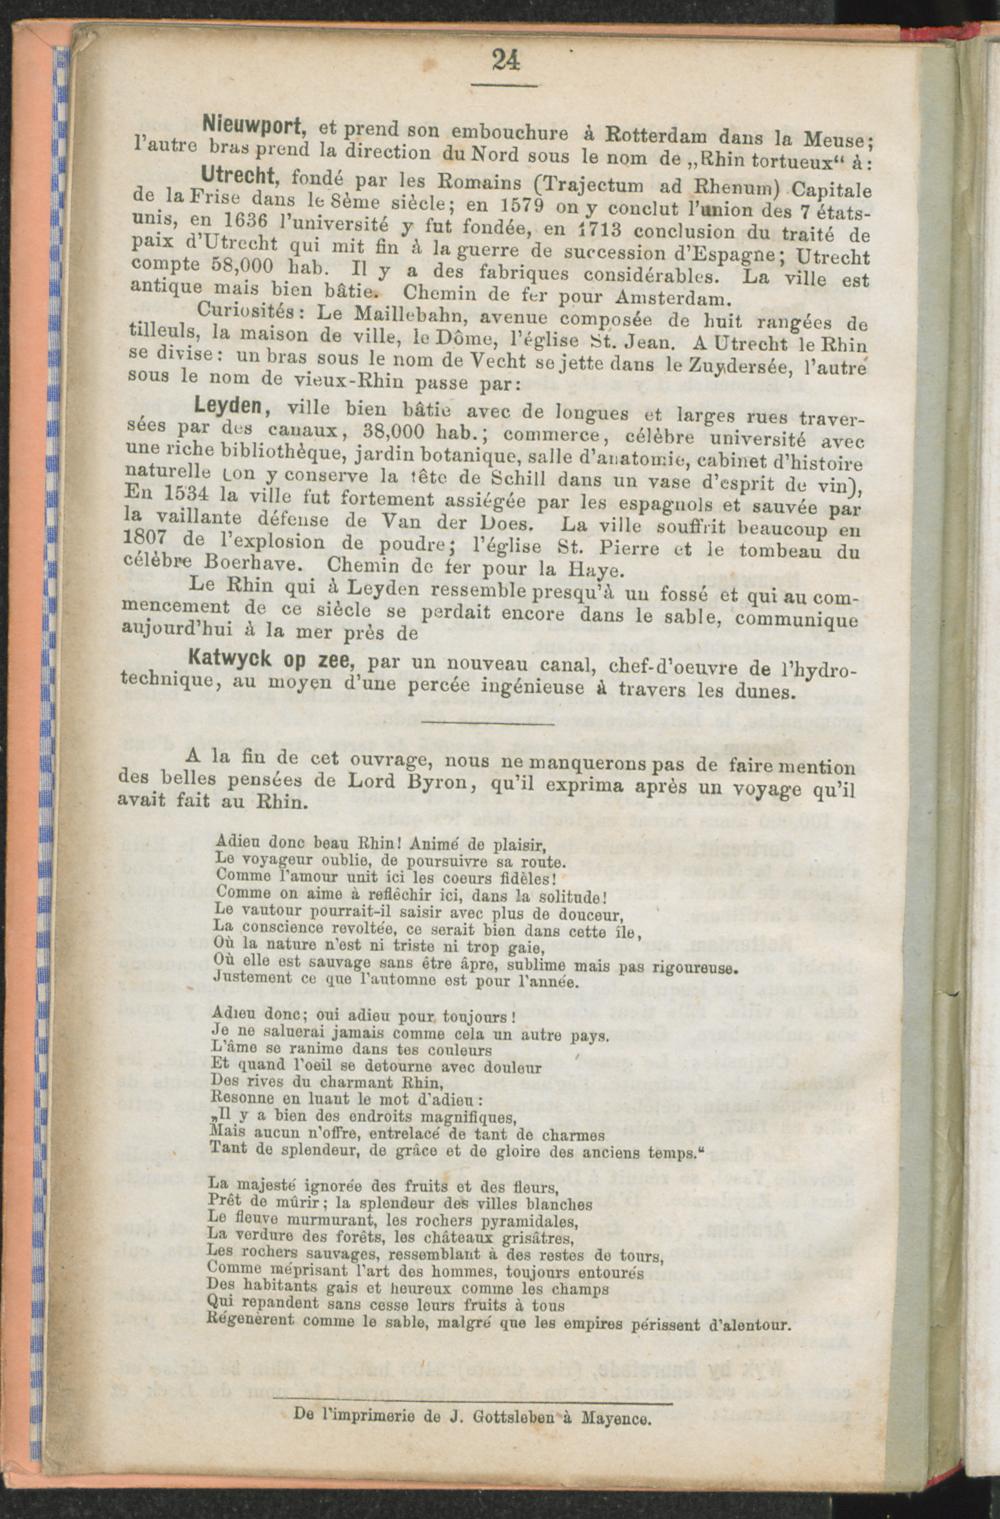 24
Nieuwport, et prend son embouchure à Rotterdam dans la Meuse;
l'autre bras prend la direction du Nord sous le nom de „Rhin tortueux“ à:
Utrecht, fondé par les Romains (Trajectum ad Rhenum) Capitale
de la Frise dans le 8ème siècle; en 1579 on y conclut l'union des 7 états-
unis, en 1636 l'université y fut fondée, en 1713 conclusion du traité de
paix d'Utrecht qui mit fin à la guerre de succession d'Espagne; Utrecht
compte 58,000 hab. Il y a des fabriques considérables. La ville est
antique mais bien bâtie. Chemin de fer pour Amsterdam.
Curiosités: Le Maillebahn, avenue composée de huit rangées de
tilleuls, la maison de ville, le Dôme, l'église St. Jean. A Utrecht le Rhin
se divise: un bras sous le nom de Vecht se jette dans le Zuydersée, l'autre
sous le nom de vieux-Rhin passe par:
Leyden, ville bien bâtie avec de longues et larges rues traver-
sées par des canaux, 38,000 hab.; commerce, célèbre université avec
une riche bibliothèque, jardin botanique, salle d'anatomie, cabinet d'histoire
naturelle (on y conserve la tête de Schill dans un vase d'esprit de vin),
En 1534 la ville fut fortement assiégée par les espagnols et sauvée par
la vaillante défense de Van der Does. La ville souffrit beaucoup en
1807 de l'explosion de poudre; l'église St. Pierre et le tombeau du
célèbre Boerhave. Chemin de fer pour la Haye.
Le Rhin qui à Leyden ressemble presqu'à un fossé et qui au com-
mencement de ce siècle se perdait encore dans le sable, communique
aujourd'hui à la mer près de
Katwyck op zee, par un nouveau canal, chef-d'oeuvre de l'hydro-
technique, au moyen d'une percée ingénieuse à travers les dunes.
A la fin de cet ouvrage, nous ne manquerons pas de faire mention
des belles pensées de Lord Byron, qu'il exprima après un voyage qu'il
avait fait au Rhin.
Adieu donc beau Rhin! Animé de plaisir,
Le voyageur oublie, de poursuivre sa route.
Comme l'amour unit ici les coeurs fidèles!
Comme on aime à refléchir ici, dans la solitude!
Le vautour pourrait-il saisir avec plus de douceur,
La conscience revoltée, ce serait bien dans cette île,
Où la nature n'est ni triste ni trop gaie,
Où elle est sauvage sans être âpre, sublime mais pas rigoureuse.
Justement ce que l'automne est pour l'année.
Adieu donc; oui adieu pour toujours!
Je ne saluerai jamais comme cela un autre pays.
L'âme se ranime dans tes couleurs
Et quand l'oeil se detourne avec douleur
Des rives du charmant Rhin,
Resonne en luant le mot d'adieu:
„Il y a bien des endroits magnifiques,
Mais aucun n'offre, entrelacé de tant de charmes
Tant de splendeur, de grâce et de gloire des anciens temps.“
La majesté ignorée des fruits et des fleurs,
Prêt de mûrir; la splendeur des villes blanches
Le fleuve murmurant, les rochers pyramidales,
La verdure des forêts, les châteaux grisâtres,
Les rochers sauvages, ressemblant à des restes de tours,
Comme méprisant l'art des hommes, toujours entourés
Des habitants gais et heureux comme les champs
Qui repandent sans cesse leurs fruits à tous
Régenèrent comme le sable, malgré que les empires périssent d'alentour.
De l'imprimerie de J. Gottsleben à Mayence.